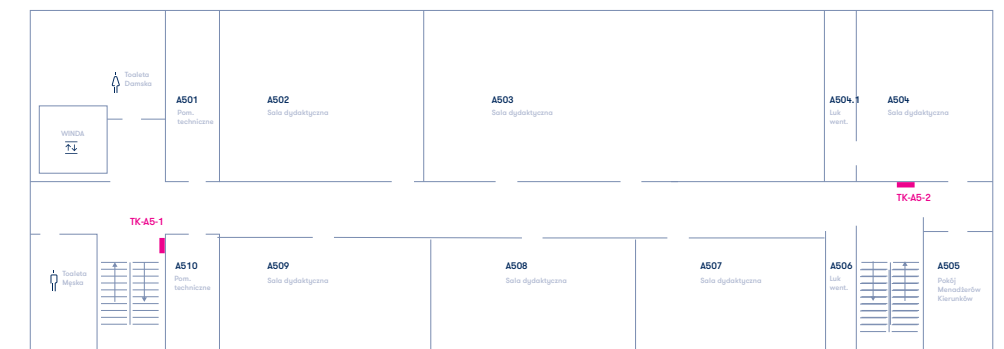 Toaleta
Damska
A501
Pom.
techniczne
A502
Sala dydaktyczna
A503
Sala dydaktyczna
A504.1
Luk
went.
A504
Sala dydaktyczna
WINDA
TK-A5-1
TK-A5-2
Toaleta
Męska
A510
Pom.
techniczne
A509
Sala dydaktyczna
A508
Sala dydaktyczna
A507
Sala dydaktyczna
A506
Luk
went.
A505
Pokój
Menadżerów
Kierunków